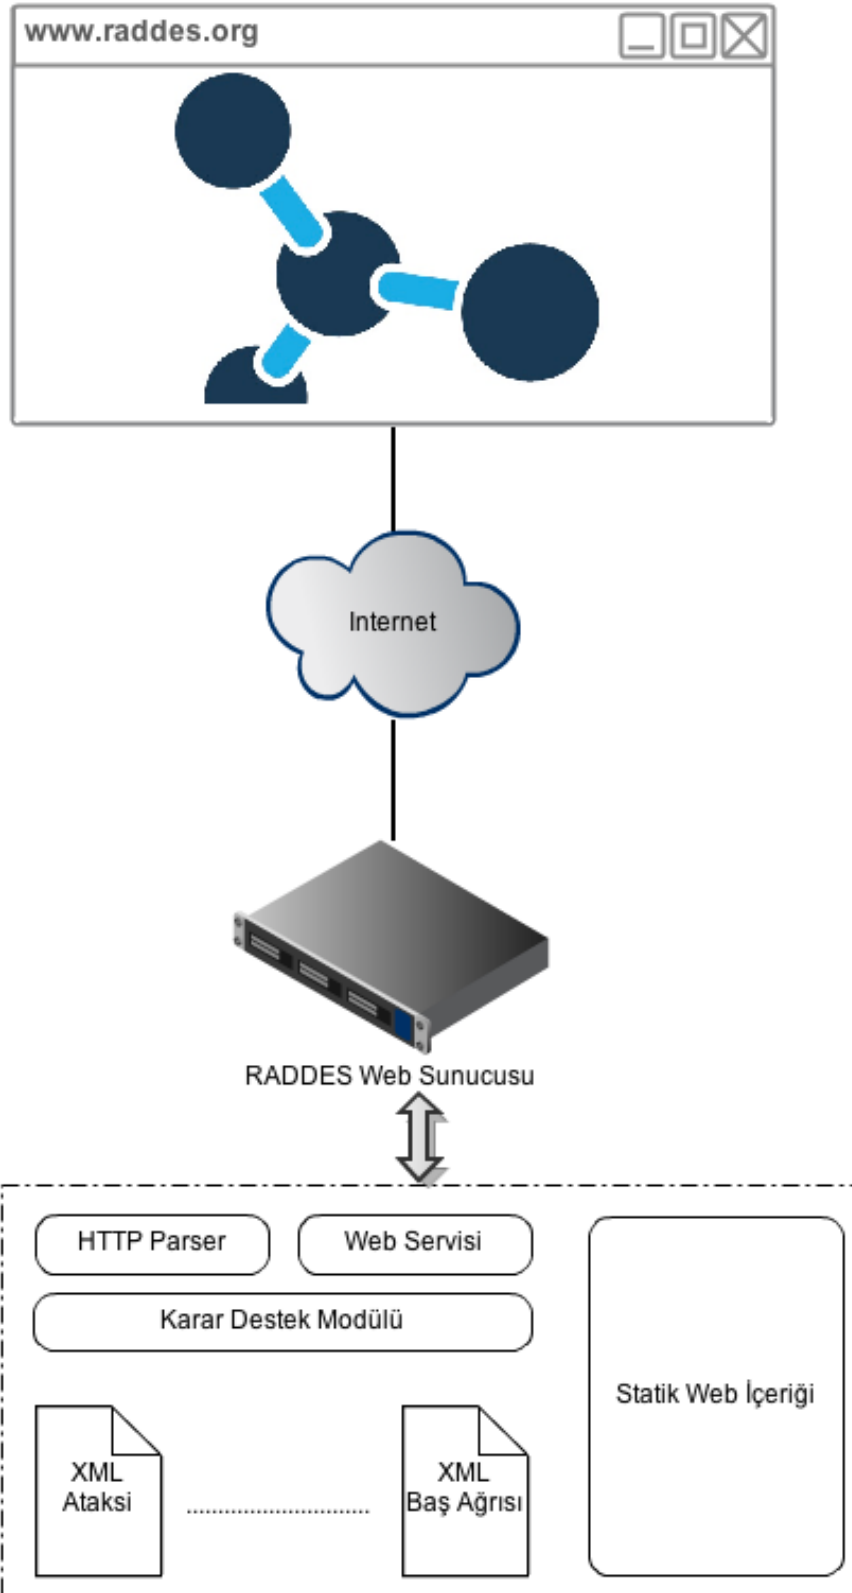 www.raddes.org
Internet
RADDES Web Sunucusu
HTTP Parser
Web Servisi
Karar Destek Modülü
Statik Web İçeriği
XML
Ataksi
XML
Baş Ağrısı